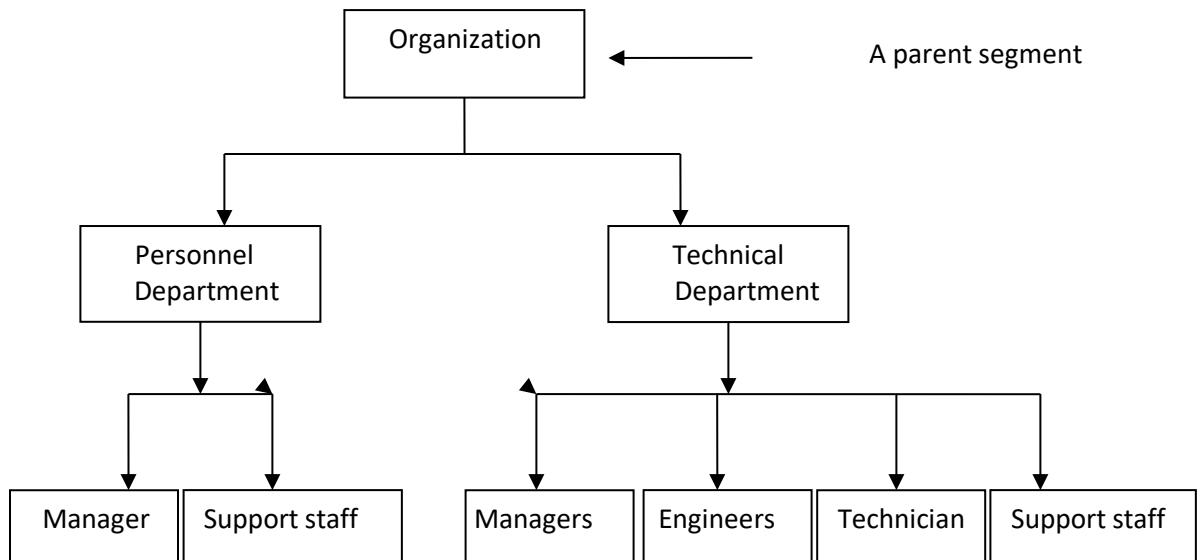 Organization
A parent segment
Personnel
Department
Technical
Department
Manager
Support staff
Managers
Engineers
Technician
Support staff